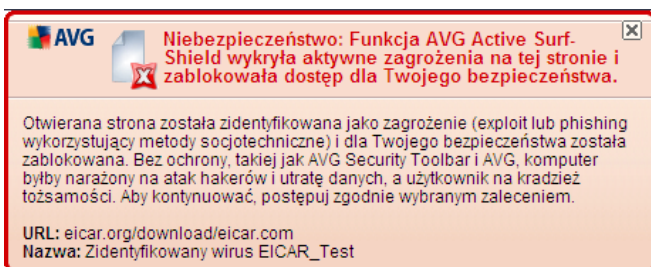 AVG
Niebezpieczeństwo: Funkcja AVG Active Surf-
Shield wykryła aktywne zagrożenia na tej stronie i
zablokowała dostęp dla Twojego bezpieczeństwa.
Otwierana strona została zidentyfikowana jako zagrożenie (exploit lub phishing
wykorzystujący metody socjotechniczne) i dla Twojego bezpieczeństwa została
zablokowana. Bez ochrony, takiej jak AVG Security Toolbar i AVG, komputer
byłby narażony na atak hakerów i utratę danych, a użytkownik na kradzież
tożsamości. Aby kontynuować, postępuj zgodnie wybranym zaleceniem.
URL: eicar.org/download/eicar.com
Nazwa: Zidentyfikowany wirus EICAR_Test